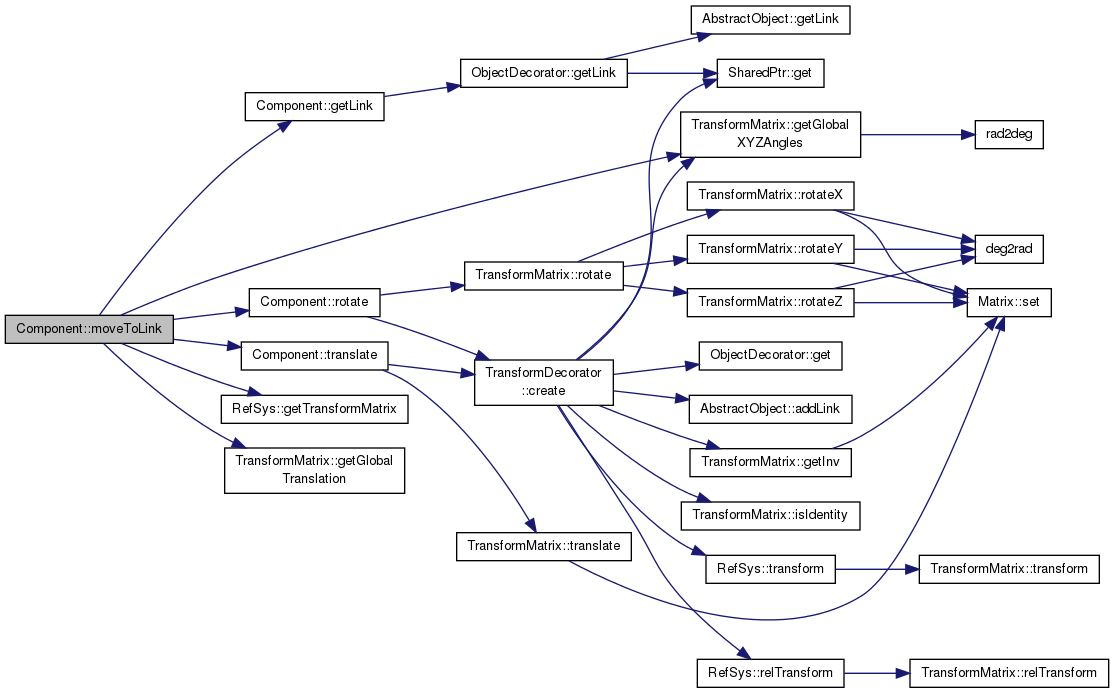 AbstractObject::getLink
ObjectDecorator::getLink
SharedPtr::get
Component::getLink
TransformMatrix::getGlobal
XYZAngles
rad2deg
TransformMatrix::rotateX
TransformMatrix::rotateY
deg2rad
TransformMatrix::rotate
Component::rotate
TransformMatrix::rotateZ
Matrix::set
Component::moveToLink
Component::translate
ObjectDecorator::get
TransformDecorator
::create
RefSys::getTransformMatrix
AbstractObject::addLink
TransformMatrix::getGlobal
Translation
TransformMatrix::getInv
TransformMatrix::isIdentity
TransformMatrix::translate
RefSys::transform
TransformMatrix::transform
RefSys::relTransform
TransformMatrix::relTransform